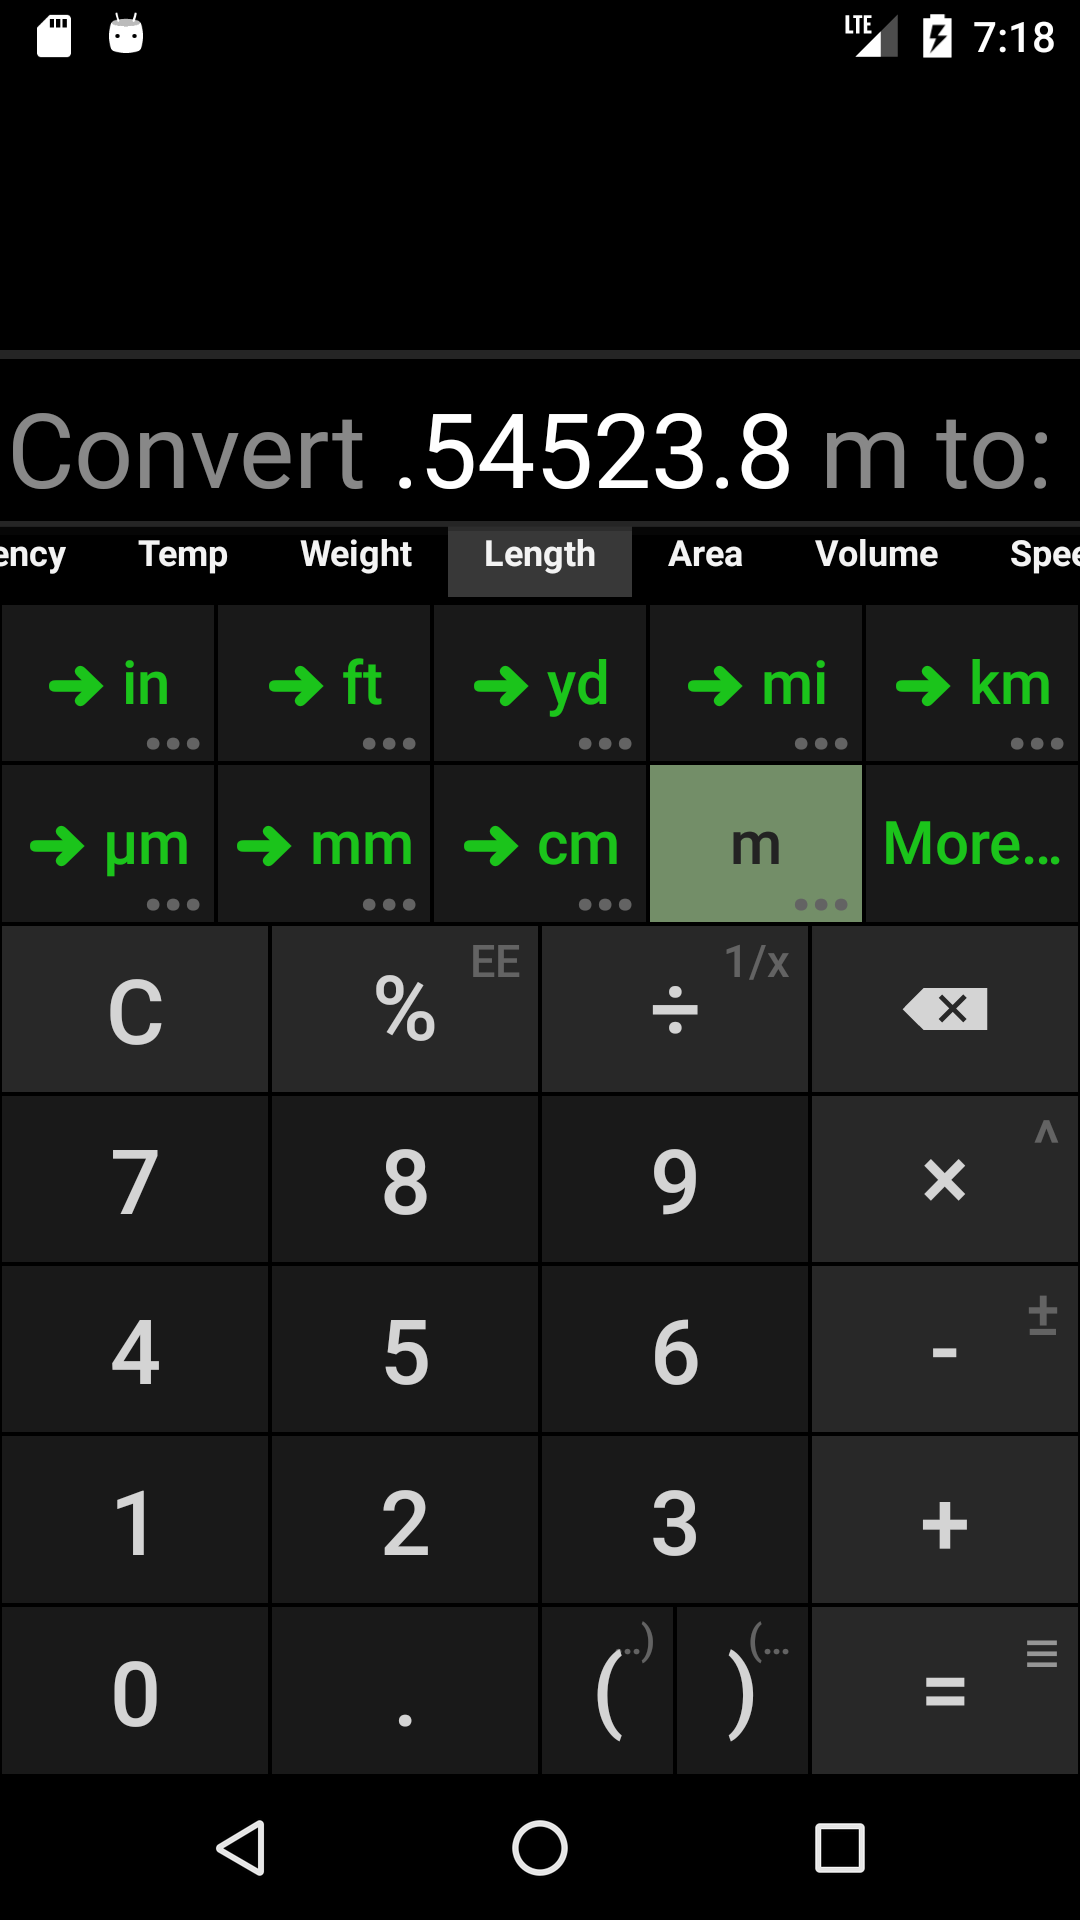 LTE 7:18
Convert .54523.8 m to:
ency Temp Weight Length Area Volume Spee
→ in → ft → yd → mi → km
→ µm → mm → cm m More...
C % EE ÷ 1/x
7 8 9 × ^
4 5 6 - ±
1 2 3 +
0 . ( ..) ) (... =